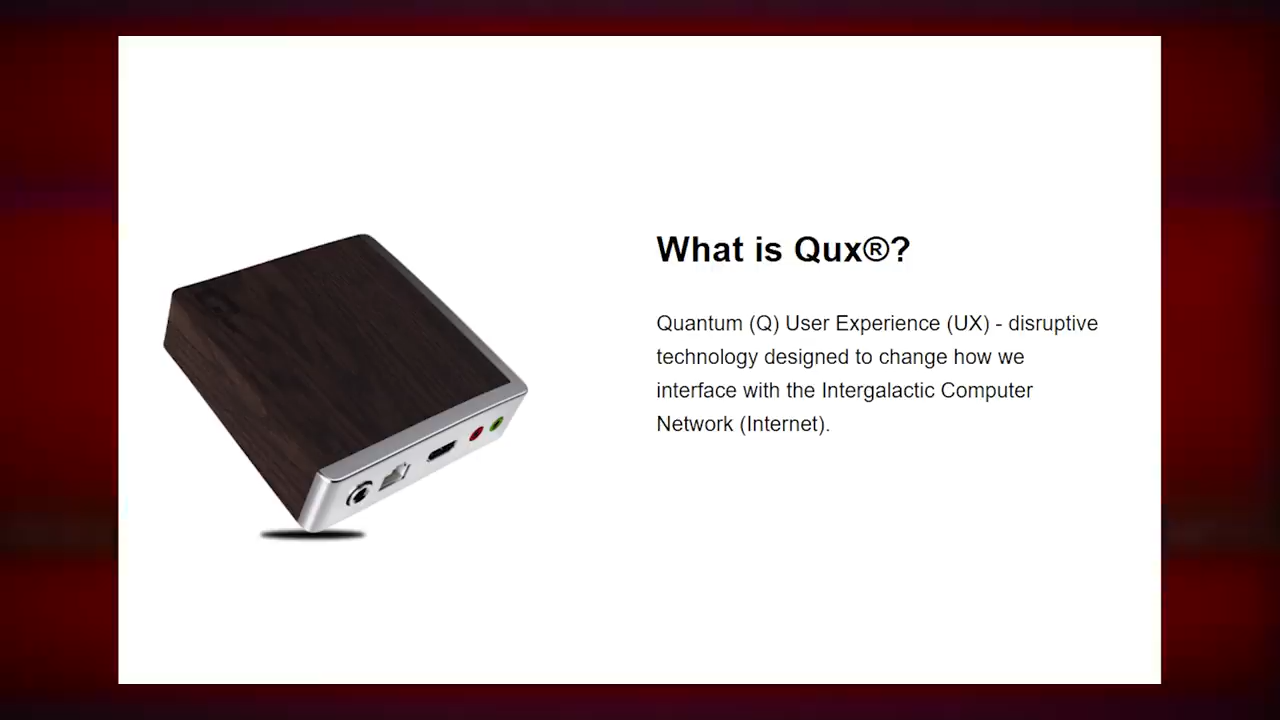 What is Qux®?
Quantum (Q) User Experience (UX) - disruptive
technology designed to change how we
interface with the Intergalactic Computer
Network (Internet).